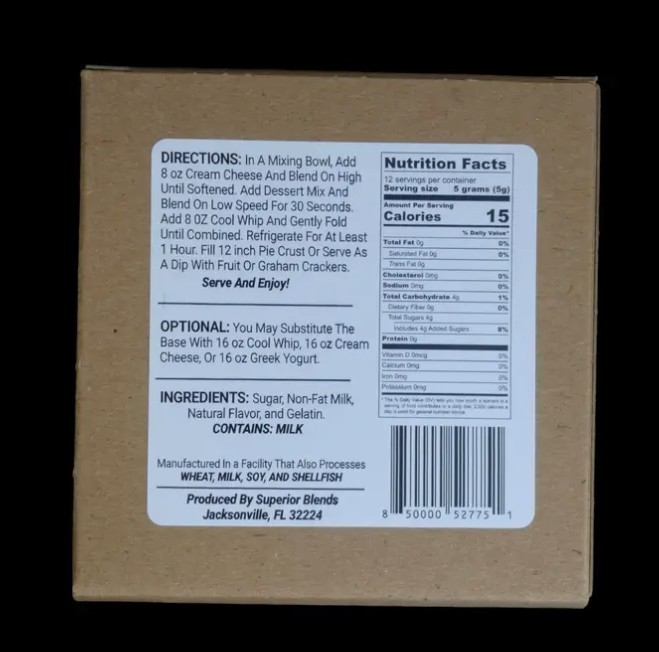 DIRECTIONS: In A Mixing Bowl, Add
8 oz Cream Cheese And Blend On High
Until Softened. Add Dessert Mix And
Blend On Low Speed For 30 Seconds.
Add 8 OZ Cool Whip And Gently Fold
Until Combined. Refrigerate For At Least
1 Hour. Fill 12 inch Pie Crust Or Serve As
A Dip With Fruit Or Graham Crackers.
Serve And Enjoy!
OPTIONAL: You May Substitute The
Base With 16 oz Cool Whip, 16 oz Cream
Cheese, Or 16 oz Greek Yogurt.
INGREDIENTS: Sugar, Non-Fat Milk,
Natural Flavor, and Gelatin.
CONTAINS: MILK
Manufactured In a Facility That Also Processes
WHEAT, MILK, SOY, AND SHELLFISH
Produced By Superior Blends
Jacksonville, FL 32224
Nutrition Facts
12 servings per container
Serving size 5 grams (5g)
Amount Per Serving
Calories 15
% Daily Value*
Total Fat 0g 0%
Saturated Fat 0g 0%
Trans Fat 0g
Cholesterol 0mg 0%
Sodium 0mg 0%
Total Carbohydrate 4g 1%
Dietary Fiber 0g 0%
Total Sugars 4g
Includes 4g Added Sugars 8%
Protein 0g
Vitamin D 0mcg 0%
Calcium 0mg 0%
Iron 0mg 0%
Potassium 0mg 0%
8 50000 52775 1